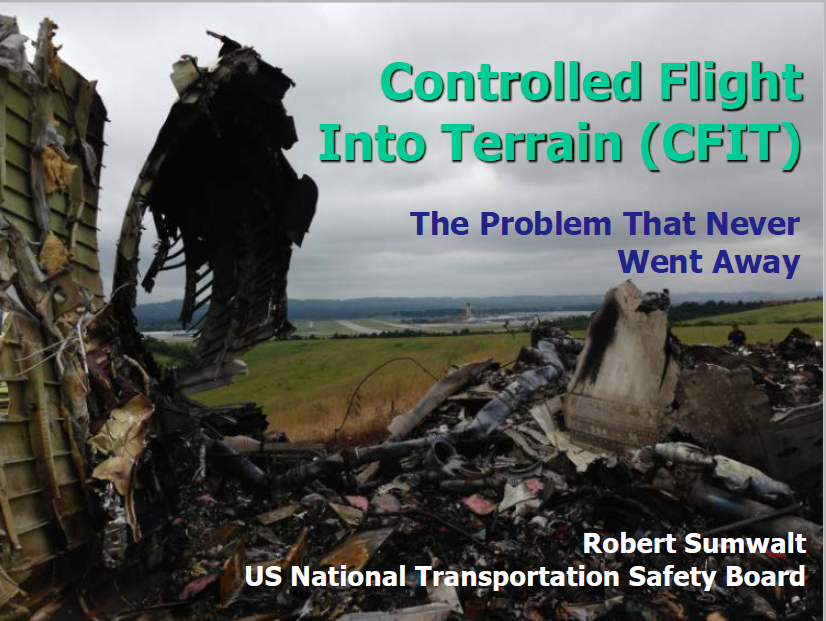 Controlled Flight
Into Terrain (CFIT)
The Problem That Never
Went Away
Robert Sumwalt
US National Transportation Safety Board